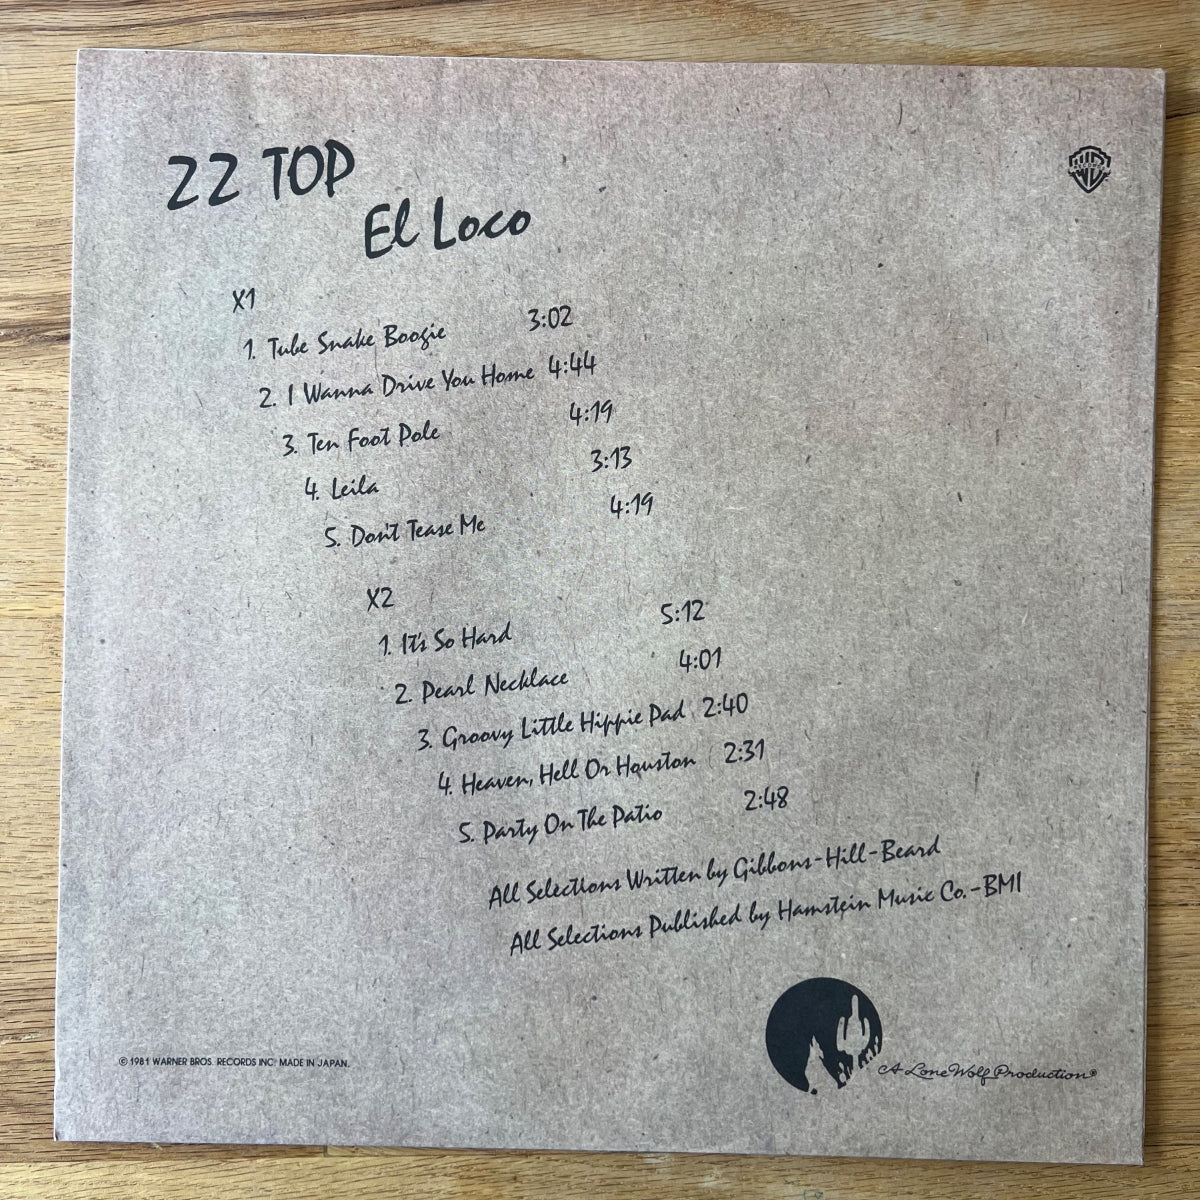 ZZ TOP
El Loco
WB
RECORDS
X1
1. Tube Snake Boogie 3:02
2. I Wanna Drive You Home 4:44
3. Ten Foot Pole 4:19
4. Leila 3:13
5. Don't Tease Me 4:19
X2
1. It's So Hard 5:12
2. Pearl Necklace 4:01
3. Groovy Little Hippie Pad 2:40
4. Heaven, Hell Or Houston 2:31
5. Party On The Patio 2:48
All Selections Written by Gibbons-Hill-Beard
All Selections Published by Hamstein Music Co.-BMI
© 1981 WARNER BROS. RECORDS INC. MADE IN JAPAN.
A Lone Wolf Production®